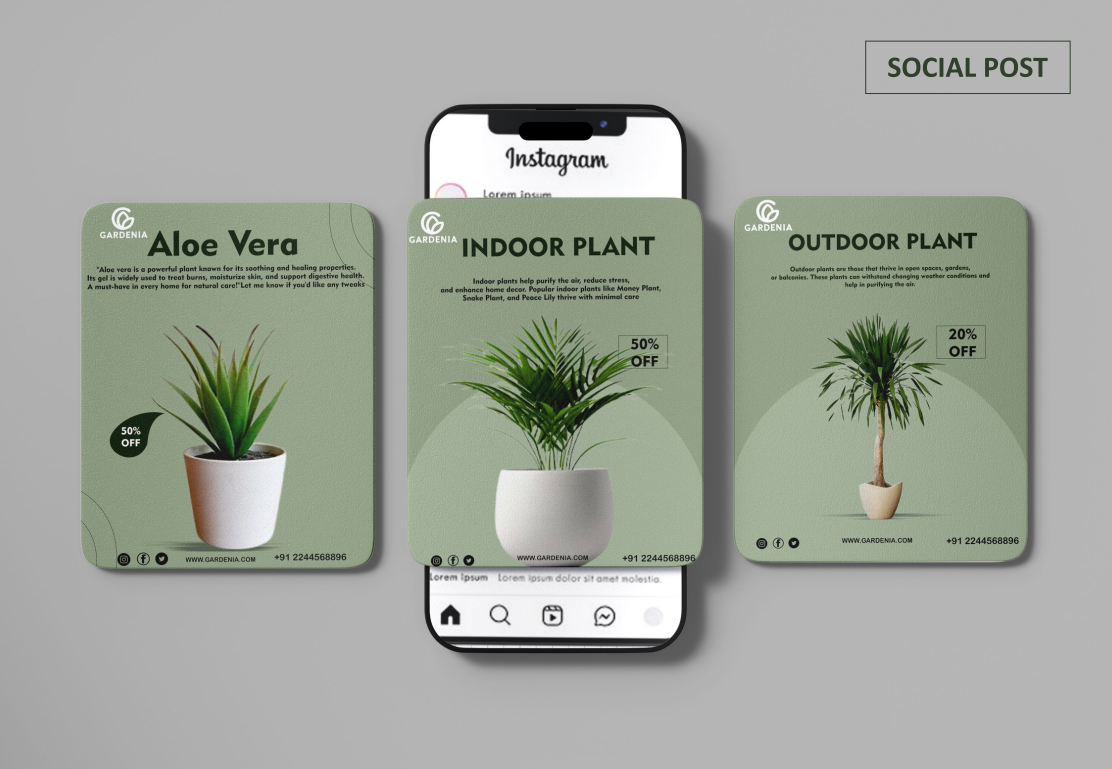 SOCIAL POST
Instagram
Lorem ipsum
GARDENIA
Aloe Vera
"Aloe vera is a powerful plant known for its soothing and healing properties.
Its gel is widely used to treat burns, moisturize skin, and support digestive health.
A must-have in every home for natural care!"Let me know if you'd like any tweaks
50%
OFF
WWW.GARDENIA.COM
+91 2244568896
GARDENIA
INDOOR PLANT
Indoor plants help purify the air, reduce stress,
and enhance home decor. Popular indoor plants like Money Plant,
Snake Plant, and Peace Lily thrive with minimal care
50%
OFF
WWW.GARDENIA.COM
+91 2244568896
GARDENIA
OUTDOOR PLANT
Outdoor plants are those that thrive in open spaces, gardens,
or balconies. These plants can withstand changing weather conditions and
help in purifying the air.
20%
OFF
WWW.GARDENIA.COM
+91 2244568896
Lorem ipsum Lorem ipsum dolor sit amet molestia.